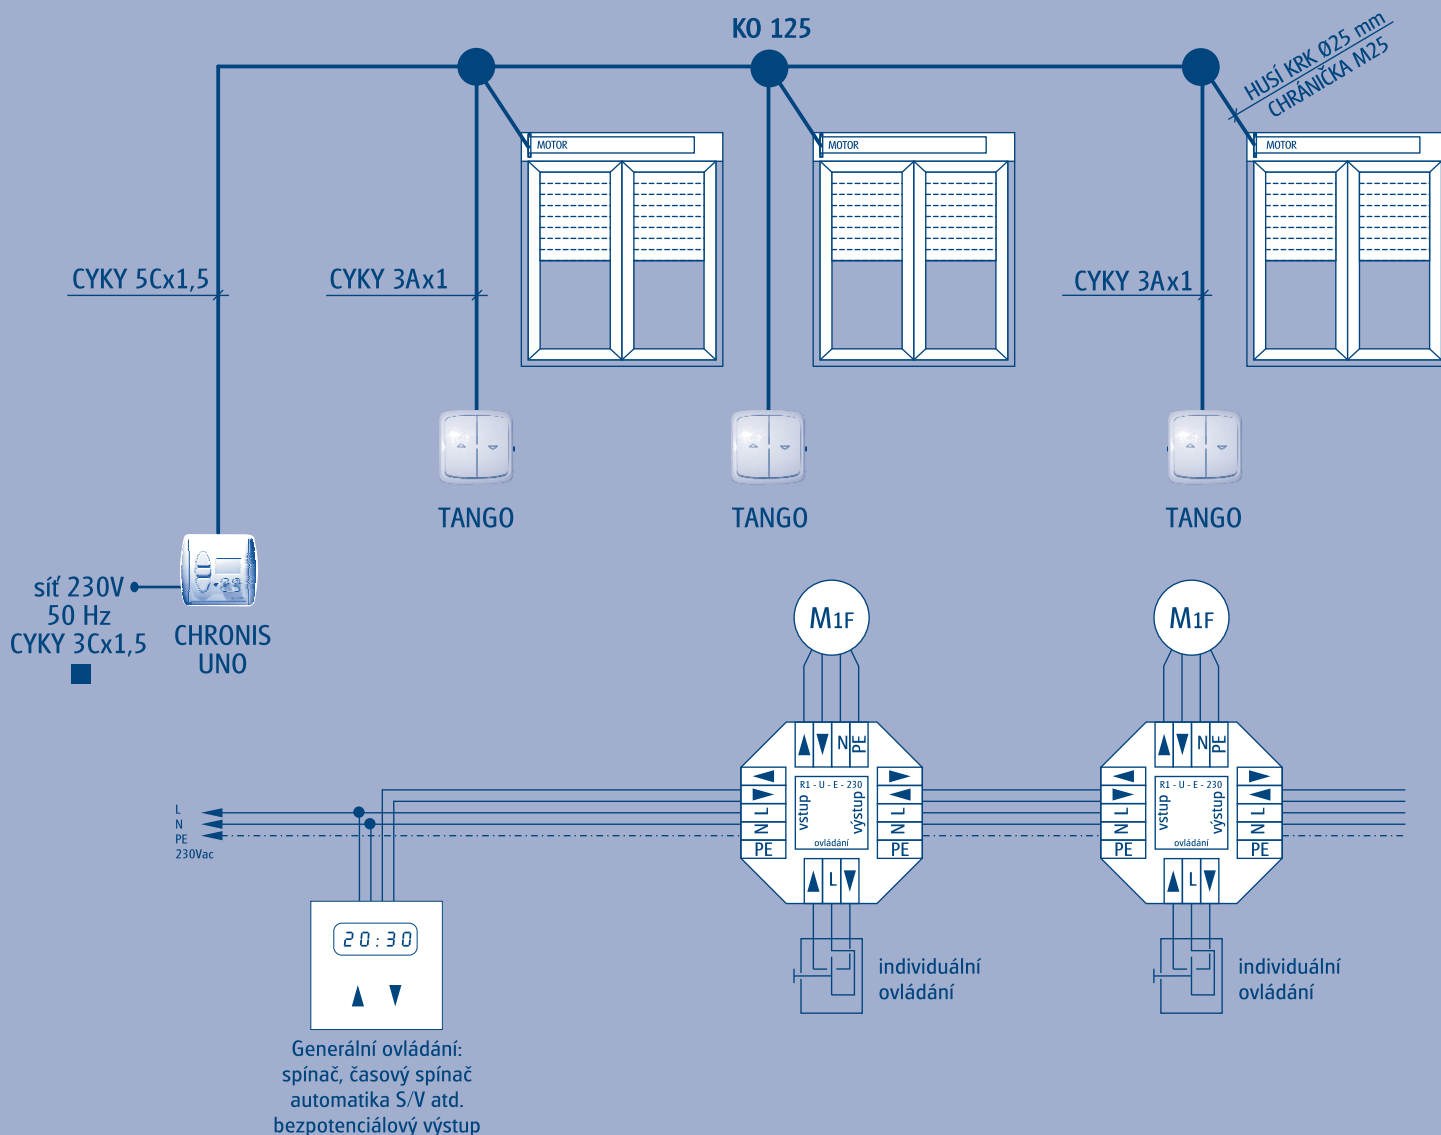 KO 125
HUSÍ KRK Ø25 mm
CHRÁNIČKA M25
MOTOR
MOTOR
MOTOR
CYKY 5Cx1,5
CYKY 3Ax1
CYKY 3Ax1
TANGO
TANGO
TANGO
síť 230V
50 Hz
CYKY 3Cx1,5
CHRONIS
UNO
M1F
M1F
N PE
N PE
R1 - U - E - 230
R1 - U - E - 230
vstup
výstup
vstup
výstup
L
N
PE
230Vac
L
N
PE
L
N
PE
L
N
PE
L
N
PE
ovládání
ovládání
L
L
20:30
individuální
ovládání
individuální
ovládání
Generální ovládání:
spínač, časový spínač
automatika S/V atd.
bezpotenciálový výstup